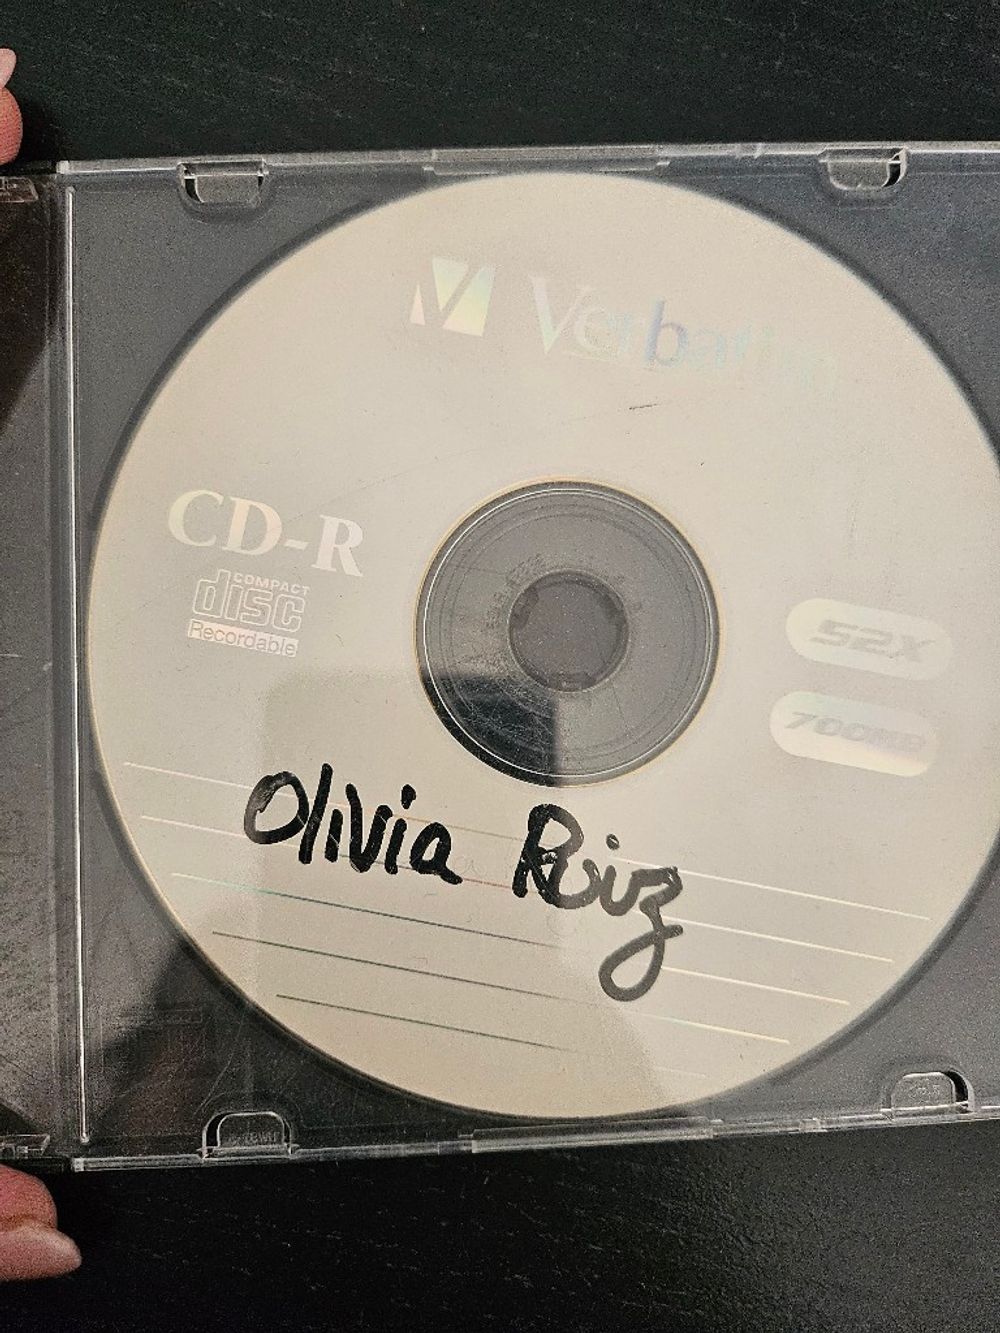 Verbatim
CD-R
COMPACT
disc
Recordable
52X
700MB
Olivia Ruiz